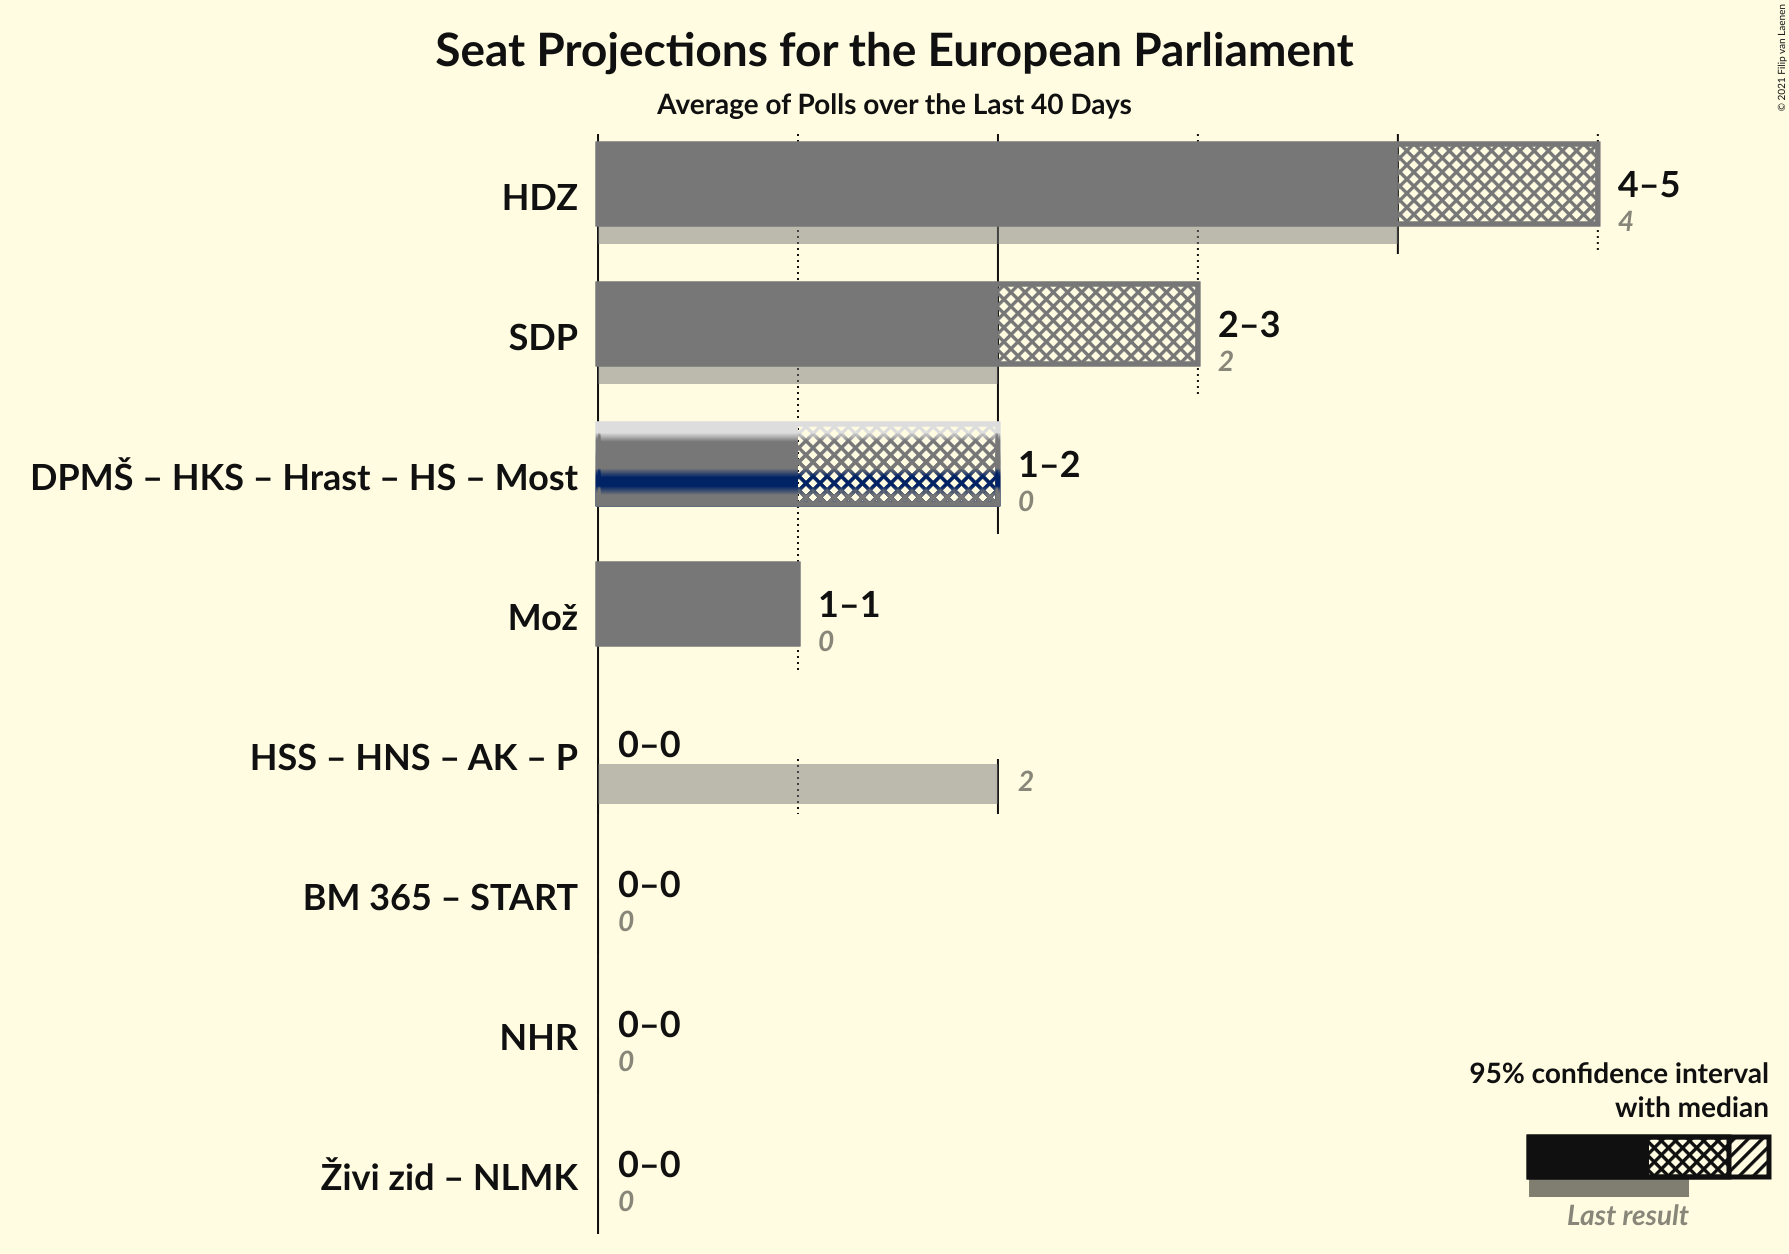 Seat Projections for the European Parliament
Average of Polls over the Last 40 Days
© 2021 Filip van Laenen
HDZ
4–5
4
SDP
2–3
2
DPMŠ – HKS – Hrast – HS – Most
1–2
0
Mož
1–1
0
HSS – HNS – AK – P
0–0
2
BM 365 – START
0–0
0
NHR
0–0
0
Živi zid – NLMK
0–0
0
95% confidence interval
with median
Last result